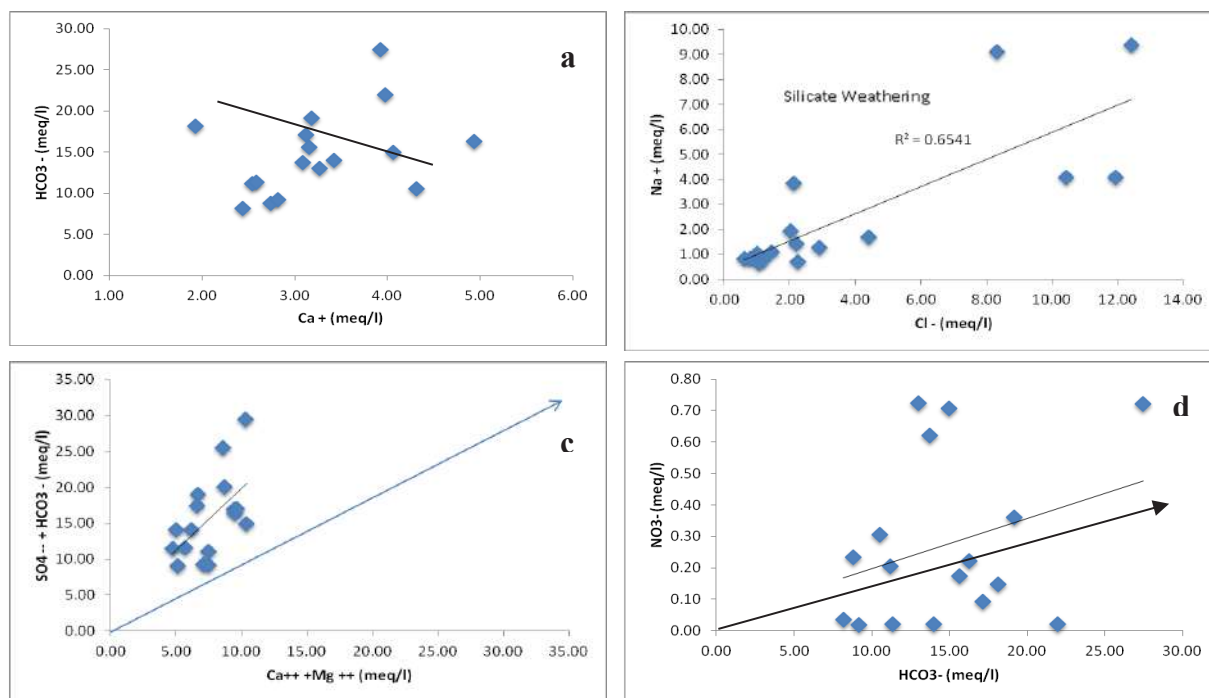 30.00
25.00
20.00
15.00
10.00
5.00
0.00
HCO3 - (meq/l)
a
1.00 2.00 3.00 4.00 5.00 6.00
Ca + (meq/l)
10.00
9.00
8.00
7.00
6.00
5.00
4.00
3.00
2.00
1.00
0.00
Na + (meq/l)
Silicate Weathering
R² = 0.6541
0.00 2.00 4.00 6.00 8.00 10.00 12.00 14.00
Cl - (meq/l)
35.00
30.00
25.00
20.00
15.00
10.00
5.00
0.00
SO4 -- + HCO3 - (meq/l)
c
0.00 5.00 10.00 15.00 20.00 25.00 30.00 35.00
Ca++ +Mg ++ (meq/l)
0.80
0.70
0.60
0.50
0.40
0.30
0.20
0.10
0.00
NO3- (meq/l)
d
0.00 5.00 10.00 15.00 20.00 25.00 30.00
HCO3- (meq/l)